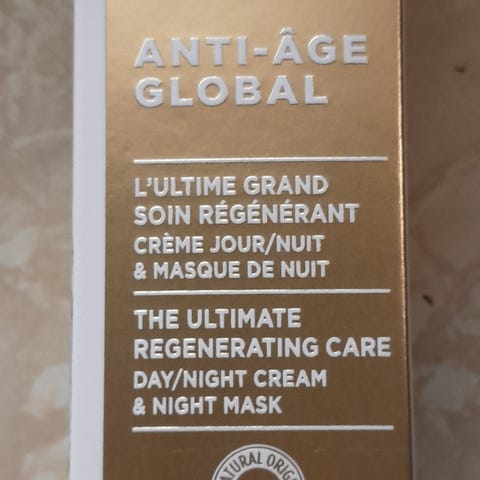 ANTI-ÂGE
GLOBAL
L'ULTIME GRAND
SOIN RÉGÉNÉRANT
CRÈME JOUR/NUIT
& MASQUE DE NUIT
THE ULTIMATE
REGENERATING CARE
DAY/NIGHT CREAM
& NIGHT MASK
NATURAL